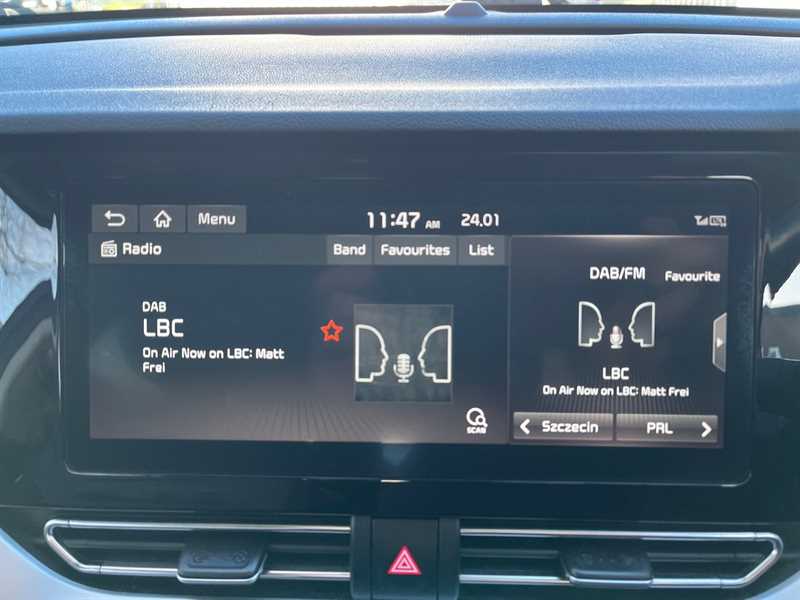 Menu 11:47 AM 24.01
Radio Band Favourites List
DAB
LBC
On Air Now on LBC: Matt
Frei
SCAN
DAB/FM Favourite
LBC
On Air Now on LBC: Matt Frei
Szczecin PRL